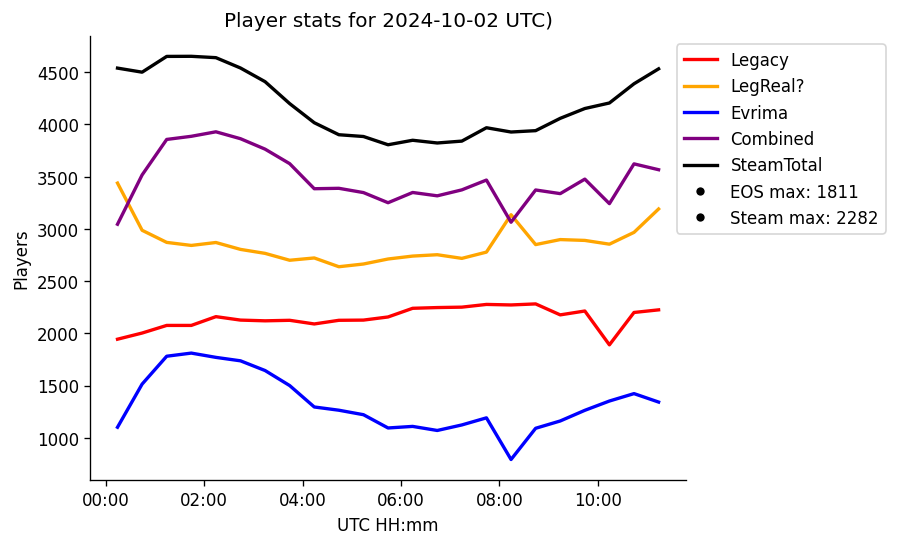 Player stats for 2024-10-02 UTC)
Players
4500
4000
3500
3000
2500
2000
1500
1000
00:00 02:00 04:00 06:00 08:00 10:00
UTC HH:mm
Legacy
LegReal?
Evrima
Combined
SteamTotal
EOS max: 1811
Steam max: 2282